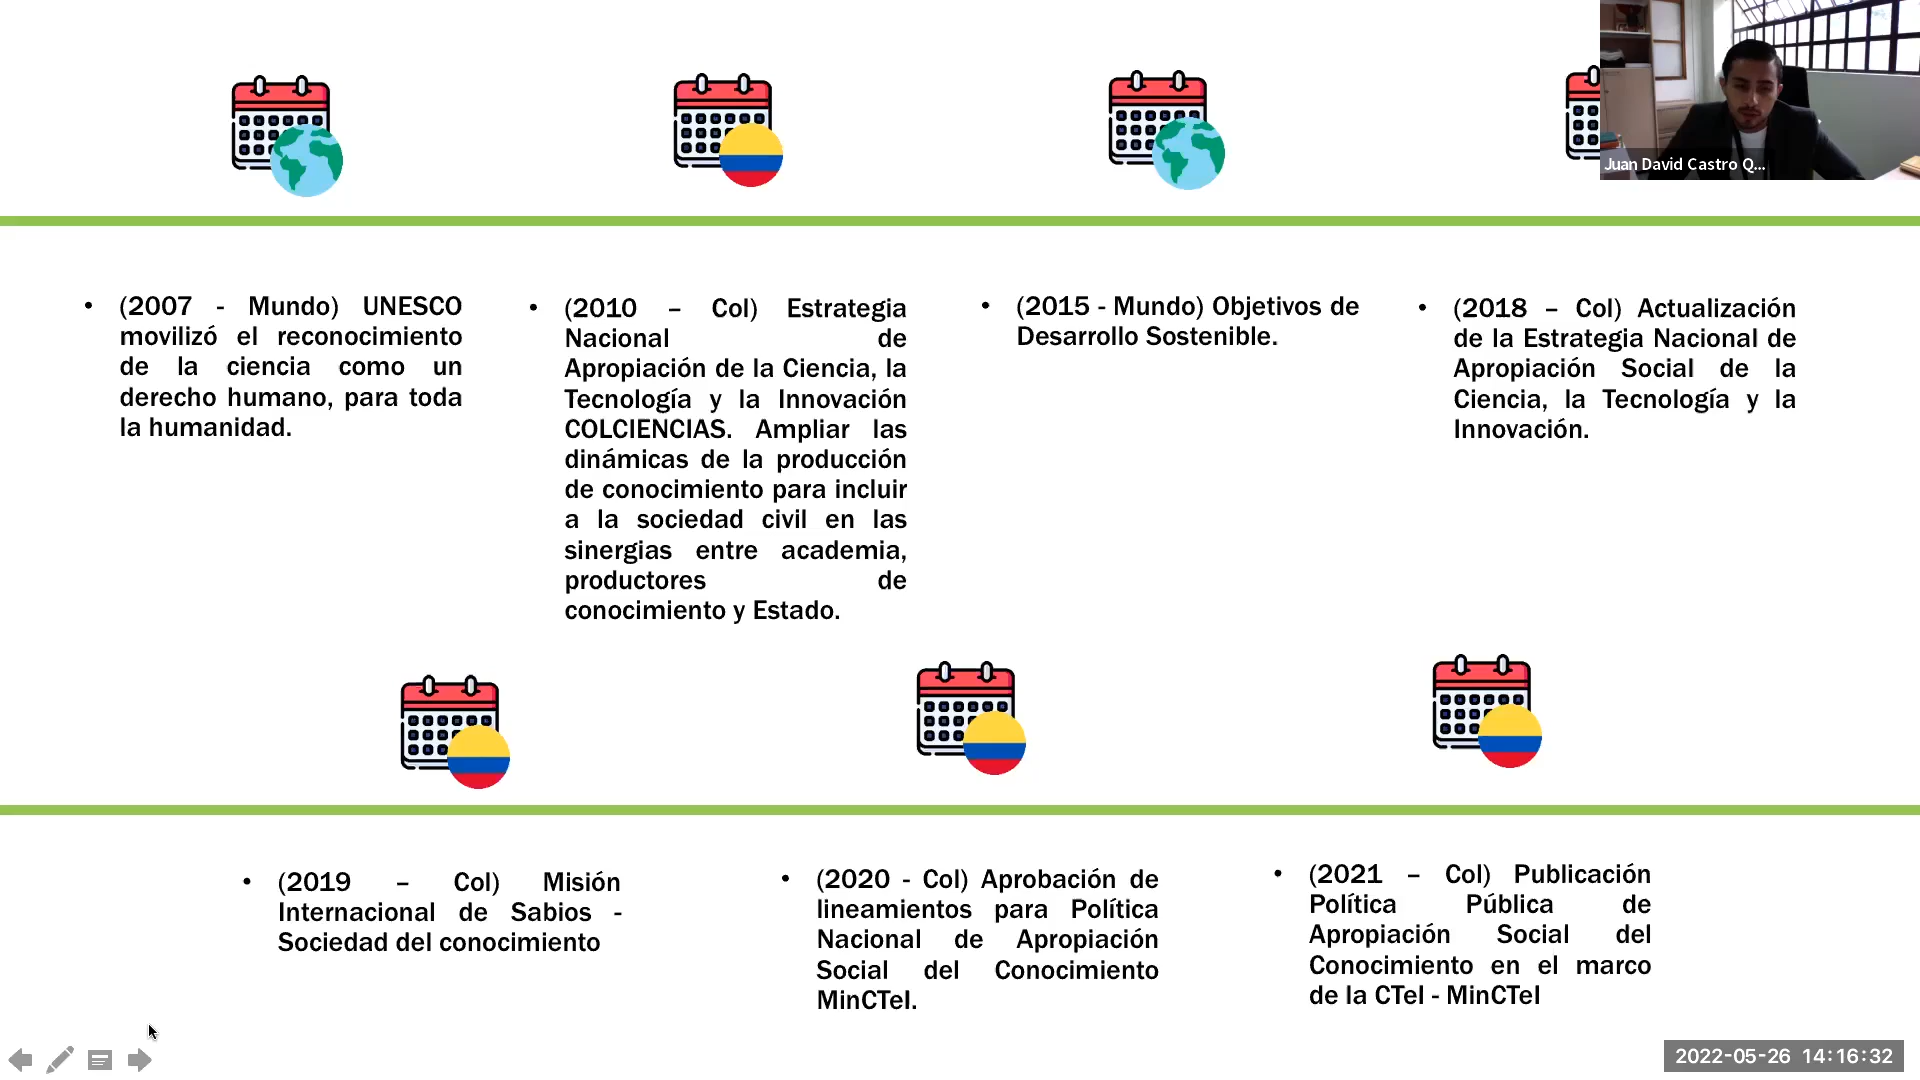 Juan David Castro Q...
• (2007 - Mundo) UNESCO
movilizó el reconocimiento
de la ciencia como un
derecho humano, para toda
la humanidad.
• (2010 – Col) Estrategia
Nacional de
Apropiación de la Ciencia, la
Tecnología y la Innovación
COLCIENCIAS. Ampliar las
dinámicas de la producción
de conocimiento para incluir
a la sociedad civil en las
sinergias entre academia,
productores de
conocimiento y Estado.
• (2015 - Mundo) Objetivos de
Desarrollo Sostenible.
• (2018 – Col) Actualización
de la Estrategia Nacional de
Apropiación Social de la
Ciencia, la Tecnología y la
Innovación.
• (2019 – Col) Misión
Internacional de Sabios -
Sociedad del conocimiento
• (2020 - Col) Aprobación de
lineamientos para Política
Nacional de Apropiación
Social del Conocimiento
MinCTeI.
• (2021 – Col) Publicación
Política Pública de
Apropiación Social del
Conocimiento en el marco
de la CTeI - MinCTeI
2022-05-26 14:16:32